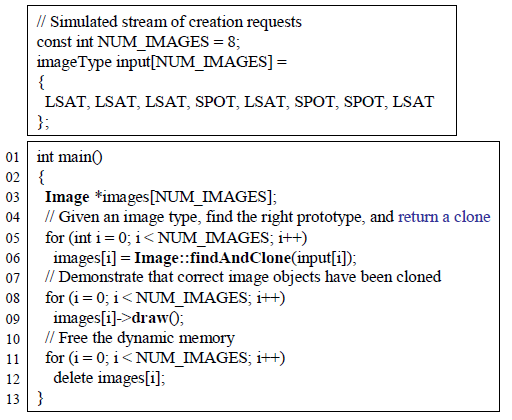 // Simulated stream of creation requests
const int NUM_IMAGES = 8;
imageType input[NUM_IMAGES] =
{
LSAT, LSAT, LSAT, SPOT, LSAT, SPOT, SPOT, LSAT
};
01 int main()
02 {
03 Image *images[NUM_IMAGES];
04 // Given an image type, find the right prototype, and return a clone
05 for (int i = 0; i < NUM_IMAGES; i++)
06 images[i] = Image::findAndClone(input[i]);
07 // Demonstrate that correct image objects have been cloned
08 for (i = 0; i < NUM_IMAGES; i++)
09 images[i]->draw();
10 // Free the dynamic memory
11 for (i = 0; i < NUM_IMAGES; i++)
12 delete images[i];
13 }